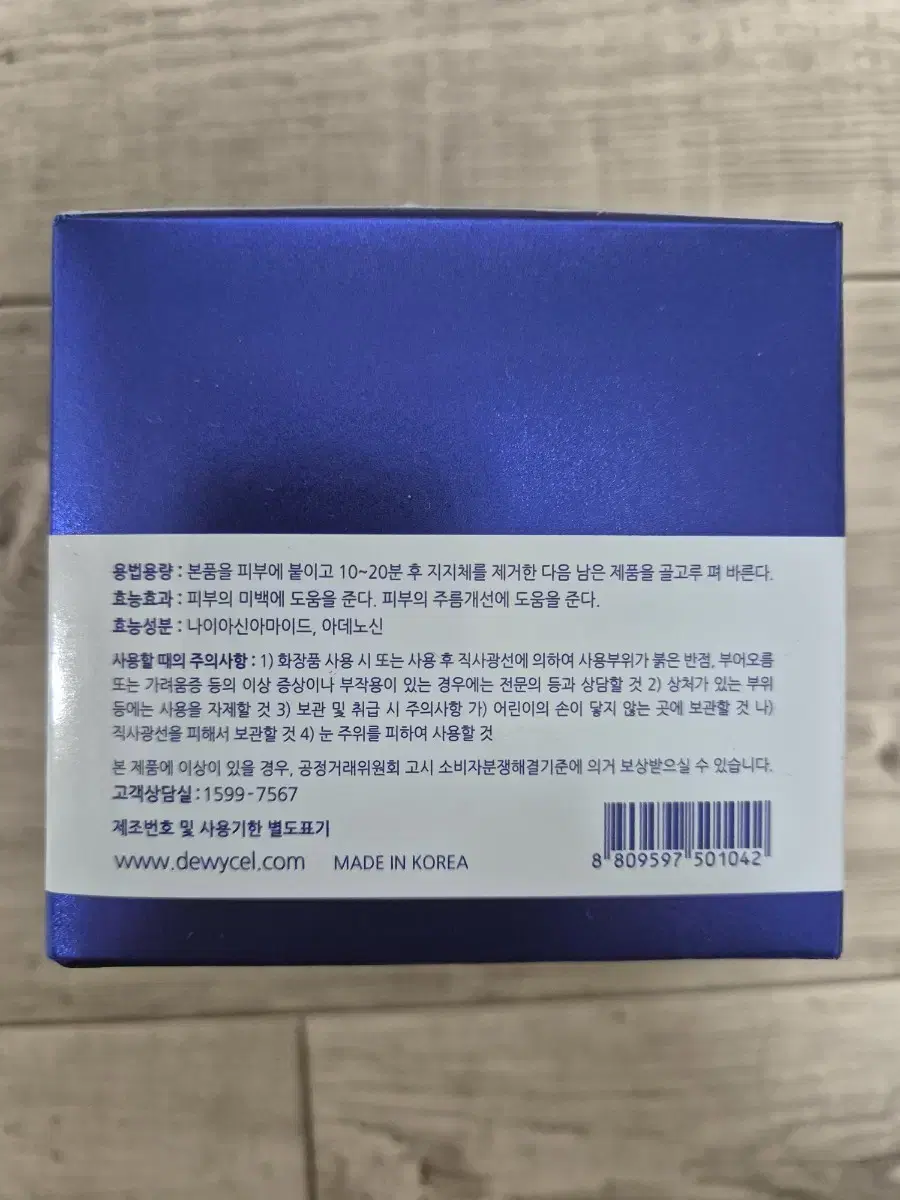 용법용량 : 본품을 피부에 붙이고 10~20분 후 지지체를 제거한 다음 남은 제품을 골고루 펴 바른다.
효능효과 : 피부의 미백에 도움을 준다. 피부의 주름개선에 도움을 준다.
효능성분 : 나이아신아마이드, 아데노신
사용할 때의 주의사항 : 1) 화장품 사용 시 또는 사용 후 직사광선에 의하여 사용부위가 붉은 반점, 부어오름
또는 가려움증 등의 이상 증상이나 부작용이 있는 경우에는 전문의 등과 상담할 것 2) 상처가 있는 부위
등에는 사용을 자제할 것 3) 보관 및 취급 시 주의사항 가) 어린이의 손이 닿지 않는 곳에 보관할 것 나)
직사광선을 피해서 보관할 것 4) 눈 주위를 피하여 사용할 것
본 제품에 이상이 있을 경우, 공정거래위원회 고시 소비자분쟁해결기준에 의거 보상받으실 수 있습니다.
고객상담실 : 1599-7567
제조번호 및 사용기한 별도표기
www.dewycel.com MADE IN KOREA
8 809597 501042